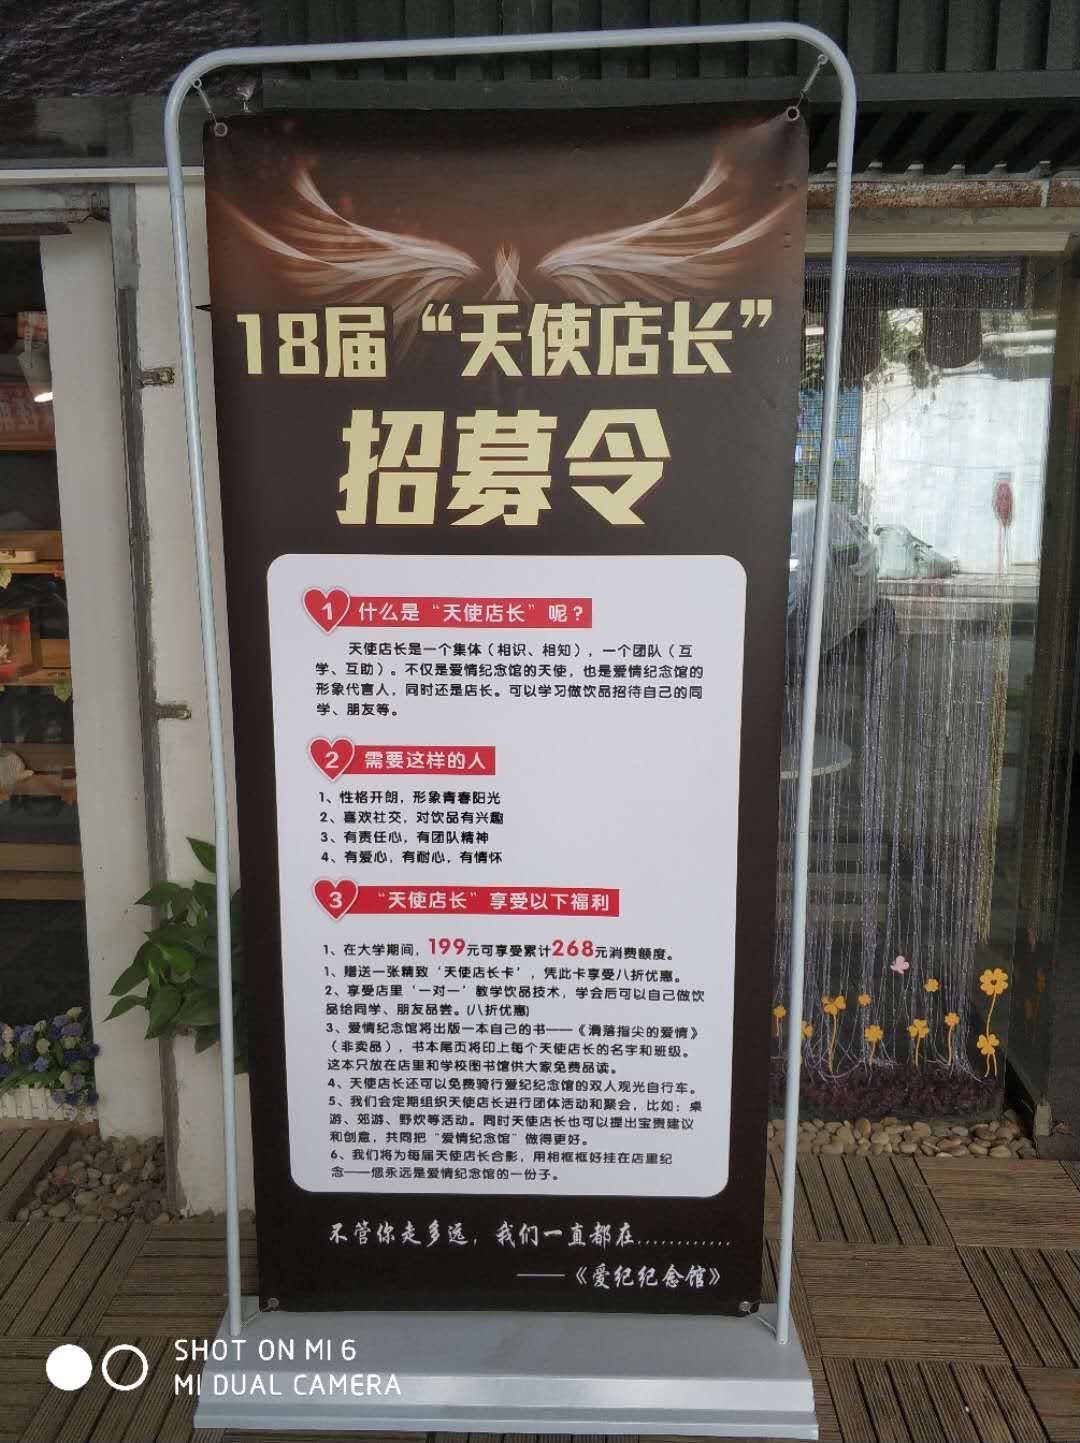 18届“天使店长”
招募令
1 什么是“天使店长”呢？
天使店长是一个集体（相识、相知），一个团队（互
学、互助）。不仅是爱情纪念馆的天使，也是爱情纪念馆的
形象代言人，同时还是店长。可以学习做饮品招待自己的同
学、朋友等。
2 需要这样的人
1、性格开朗，形象青春阳光
2、喜欢社交，对饮品有兴趣
3、有责任心，有团队精神
4、有爱心，有耐心，有情怀
3 “天使店长”享受以下福利
1、在大学期间，199元可享受累计268元消费额度。
1、赠送一张精致‘天使店长卡’，凭此卡享受八折优惠。
2、享受店里‘一对一’教学饮品技术，学会后可以自己做饮
品给同学、朋友品尝。(八折优惠)
3、爱情纪念馆将出版一本自己的书——《滑落指尖的爱情》
（非卖品），书本尾页将印上每个天使店长的名字和班级。
这本只放在店里和学校图书馆供大家免费品读。
4、天使店长还可以免费骑行爱纪纪念馆的双人观光自行车。
5、我们会定期组织天使店长进行团体活动和聚会，比如：桌
游、郊游、野炊等活动。同时天使店长也可以提出宝贵建议
和创意，共同把“爱情纪念馆”做得更好。
6、我们将为每届天使店长合影，用相框框好挂在店里纪
念——您永远是爱情纪念馆的一份子。
不管你走多远，我们一直都在............
——《爱纪纪念馆》
SHOT ON MI 6
MI DUAL CAMERA